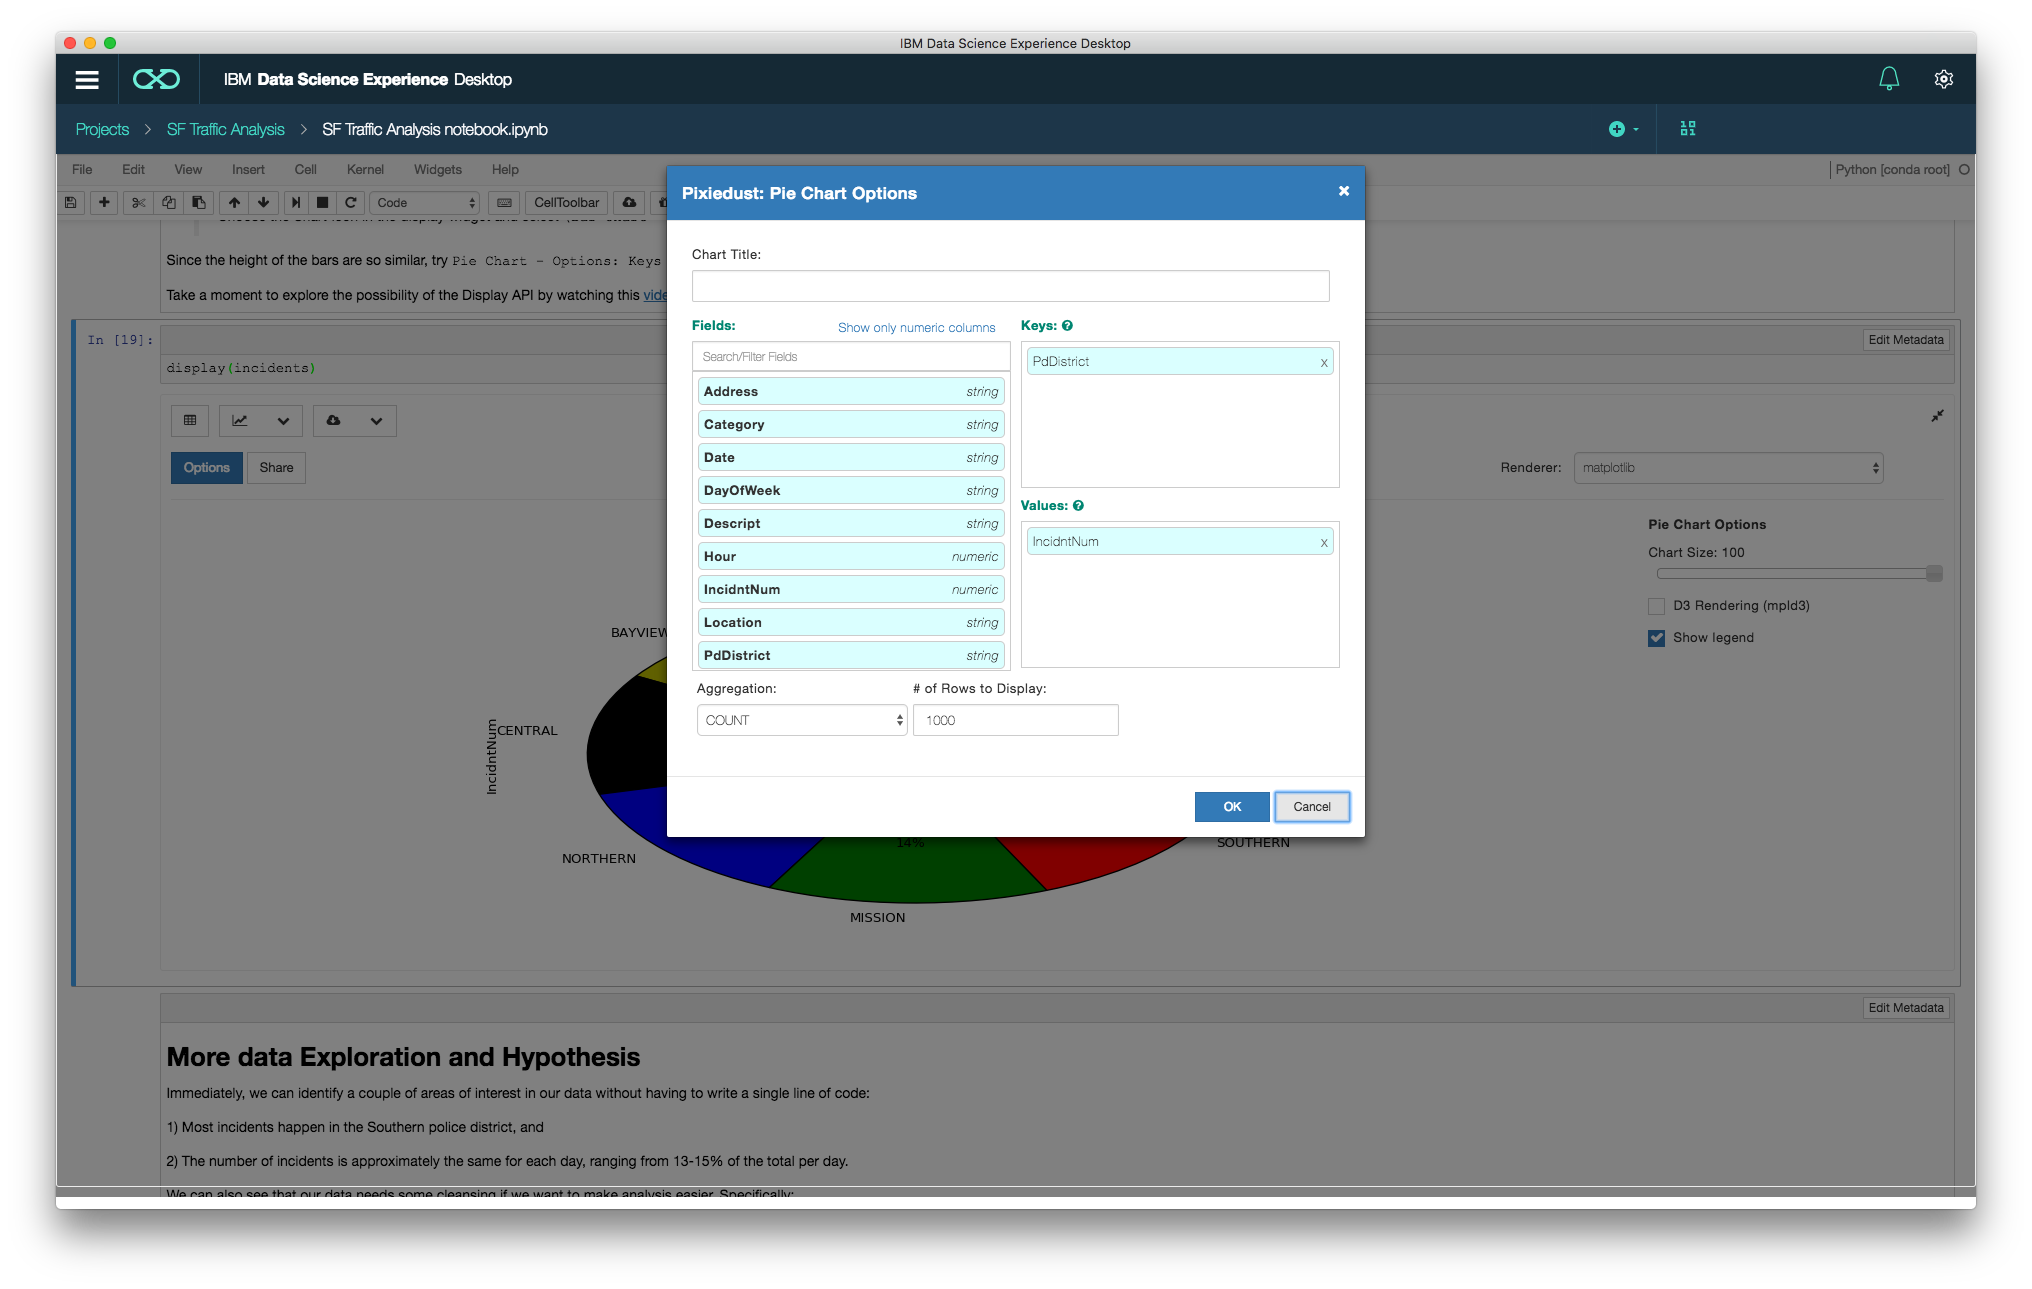 IBM Data Science Experience Desktop
IBM Data Science Experience Desktop
Projects > SF Traffic Analysis > SF Traffic Analysis notebook.ipynb
File Edit View Insert Cell Kernel Widgets Help
Python [conda root]
Code
CellToolbar
Since the height of the bars are so similar, try Pie Chart - Options: Keys
Take a moment to explore the possibility of the Display API by watching this vide
In [19]:
Edit Metadata
display(incidents)
Options
Share
Renderer:
matplotlib
Pie Chart Options
Chart Size: 100
D3 Rendering (mpld3)
Show legend
BAYVIEW
CENTRAL
IncidntNum
NORTHERN
14%
MISSION
SOUTHERN
Pixiedust: Pie Chart Options
Chart Title:
Fields:
Show only numeric columns
Search/Filter Fields
Address string
Category string
Date string
DayOfWeek string
Descript string
Hour numeric
IncidntNum numeric
Location string
PdDistrict string
Keys:
PdDistrict x
Values:
IncidntNum x
Aggregation:
COUNT
# of Rows to Display:
1000
OK
Cancel
Edit Metadata
More data Exploration and Hypothesis
Immediately, we can identify a couple of areas of interest in our data without having to write a single line of code:
1) Most incidents happen in the Southern police district, and
2) The number of incidents is approximately the same for each day, ranging from 13-15% of the total per day.
We can also see that our data needs some cleansing if we want to make analysis easier. Specifically: